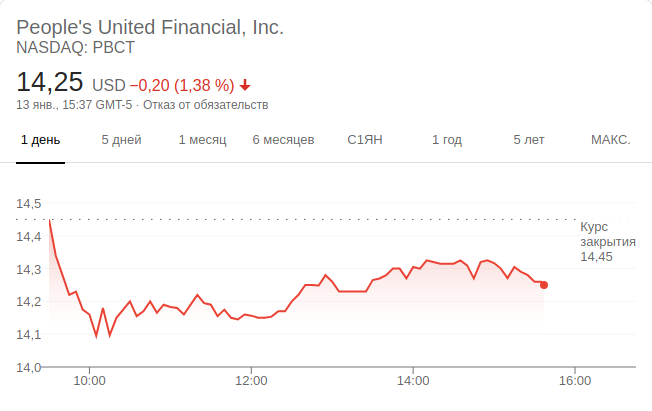 People's United Financial, Inc.
NASDAQ: PBCT
14,25 USD −0,20 (1,38 %)
13 янв., 15:37 GMT-5 · Отказ от обязательств
1 день 5 дней 1 месяц 6 месяцев С1ЯН 1 год 5 лет МАКС.
14,5
Курс
14,4
закрытия
14,45
14,3
14,2
14,1
14,0
10:00 12:00 14:00 16:00